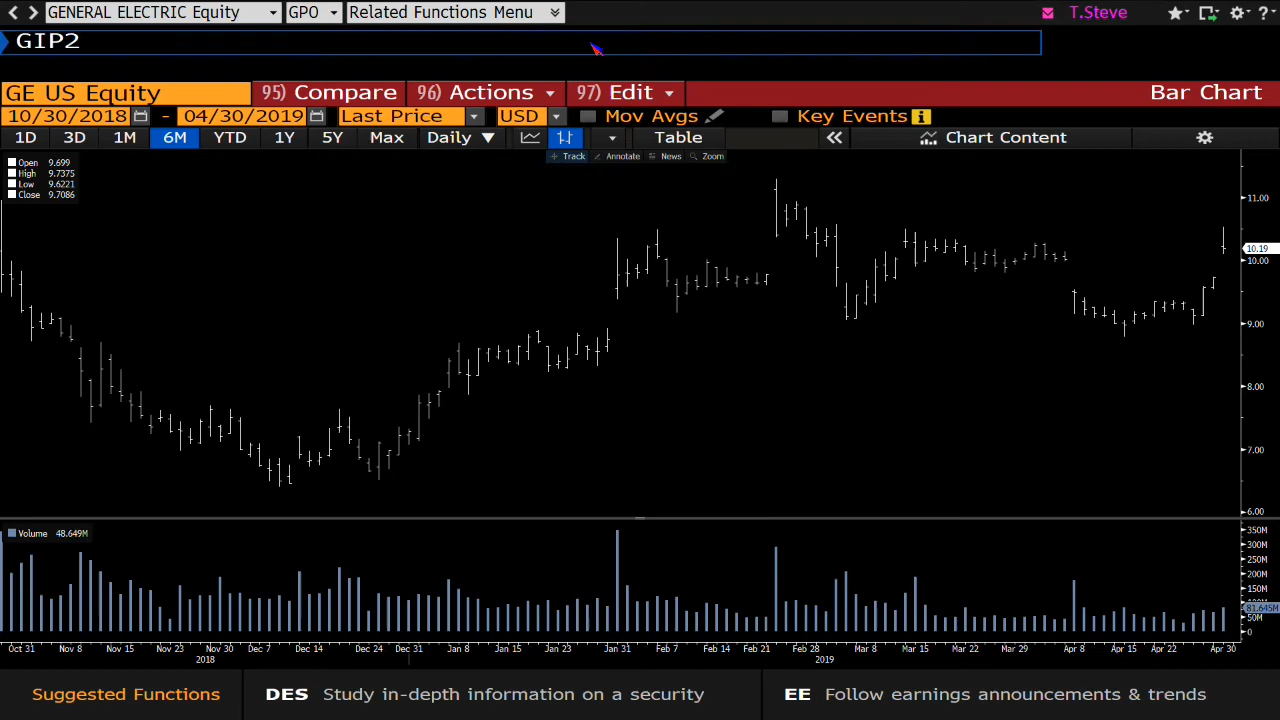 GENERAL ELECTRIC Equity GPO Related Functions Menu T.Steve ?
GIP2
GE US Equity 95) Compare 96) Actions 97) Edit Bar Chart
10/30/2018 - 04/30/2019 Last Price USD Mov Avgs Key Events i
1D 3D 1M 6M YTD 1Y 5Y Max Daily Table Chart Content
Track Annotate News Zoom
Open 9.699
High 9.7375
Low 9.6221
Close 9.7086
11.00
10.19
10.00
9.00
8.00
7.00
6.00
Volume 48.649M
350M
300M
250M
200M
150M
81.645M
50M
0
Oct 31 Nov 8 Nov 15 Nov 23 Nov 30 Dec 7 Dec 14 Dec 24 Dec 31 Jan 8 Jan 15 Jan 23 Jan 31 Feb 7 Feb 14 Feb 21 Feb 28 Mar 8 Mar 15 Mar 22 Mar 29 Apr 8 Apr 15 Apr 22 Apr 30
2018 2019
Suggested Functions DES Study in-depth information on a security EE Follow earnings announcements & trends